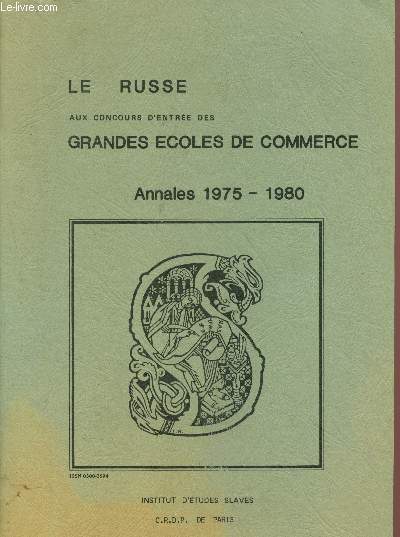 Le-livre.com
LE RUSSE
AUX CONCOURS D'ENTRÉE DES
GRANDES ECOLES DE COMMERCE
Annales 1975 - 1980
INSTITUT D'ETUDES SLAVES
C.R.D.P. DE PARIS